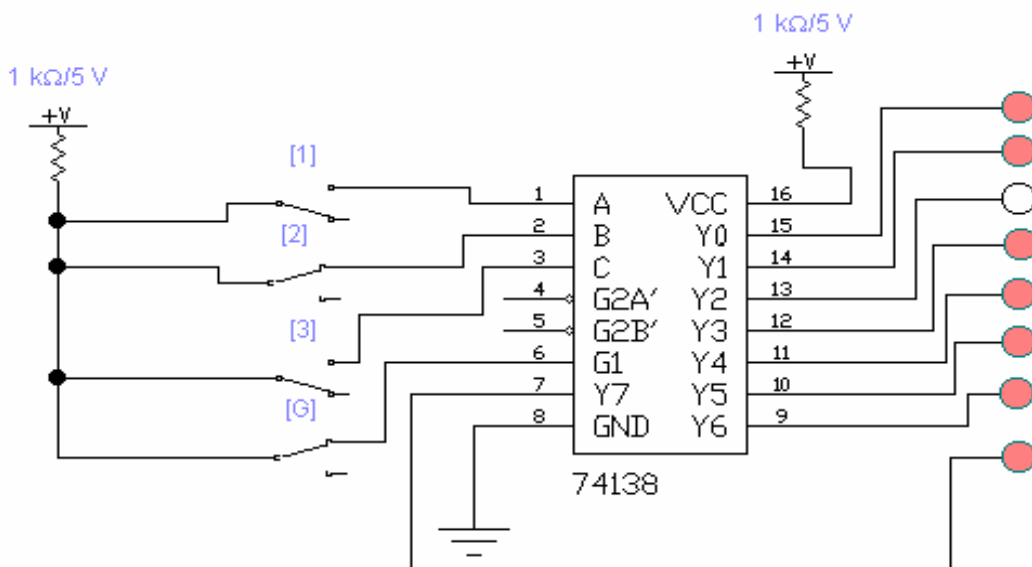 1 kΩ/5 V
+V
1 kΩ/5 V
+V
[1]
[2]
[3]
[G]
1 A VCC 16
2 B Y0 15
3 C Y1 14
4 G2A' Y2 13
5 G2B' Y3 12
6 G1 Y4 11
7 Y7 Y5 10
8 GND Y6 9
74138